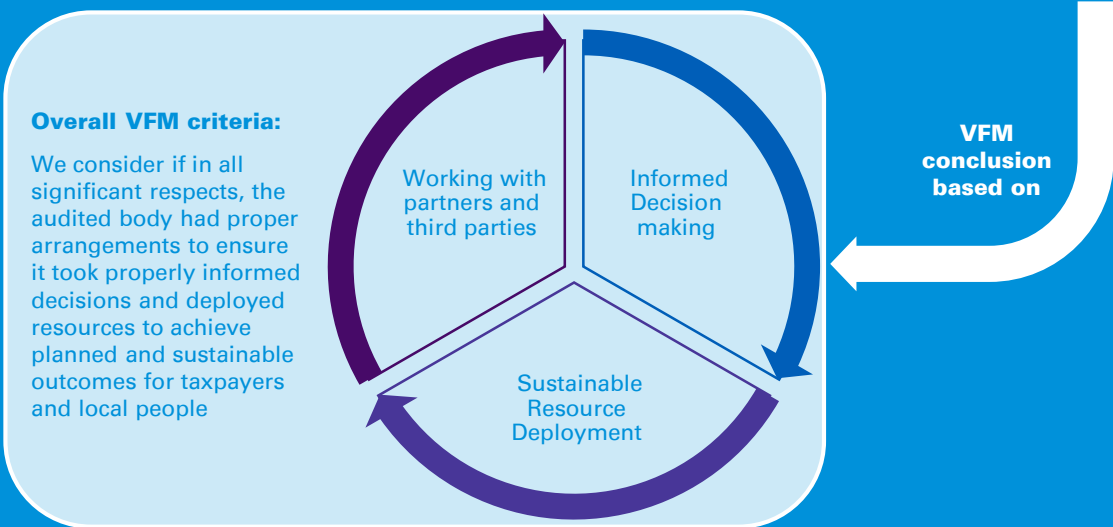 Overall VFM criteria:
We consider if in all
significant respects, the
audited body had proper
arrangements to ensure
it took properly informed
decisions and deployed
resources to achieve
planned and sustainable
outcomes for taxpayers
and local people
Working with
partners and
third parties
Informed
Decision
making
Sustainable
Resource
Deployment
VFM
conclusion
based on